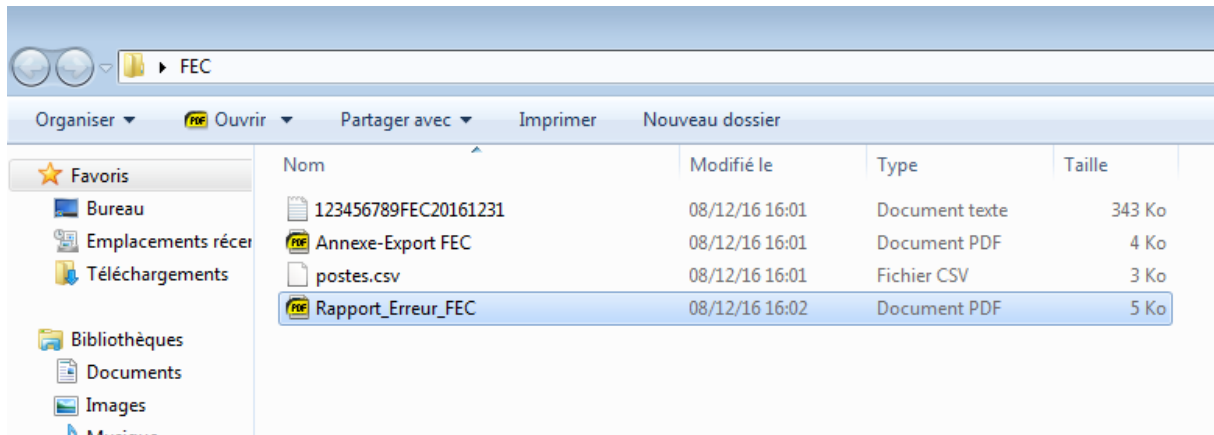 FEC
Organiser PDF Ouvrir Partager avec Imprimer Nouveau dossier
Nom Modifié le Type Taille
Favoris
Bureau
Emplacements récer
Téléchargements
Bibliothèques
Documents
Images
123456789FEC20161231 08/12/16 16:01 Document texte 343 Ko
PDF Annexe-Export FEC 08/12/16 16:01 Document PDF 4 Ko
postes.csv 08/12/16 16:01 Fichier CSV 3 Ko
PDF Rapport_Erreur_FEC 08/12/16 16:02 Document PDF 5 Ko